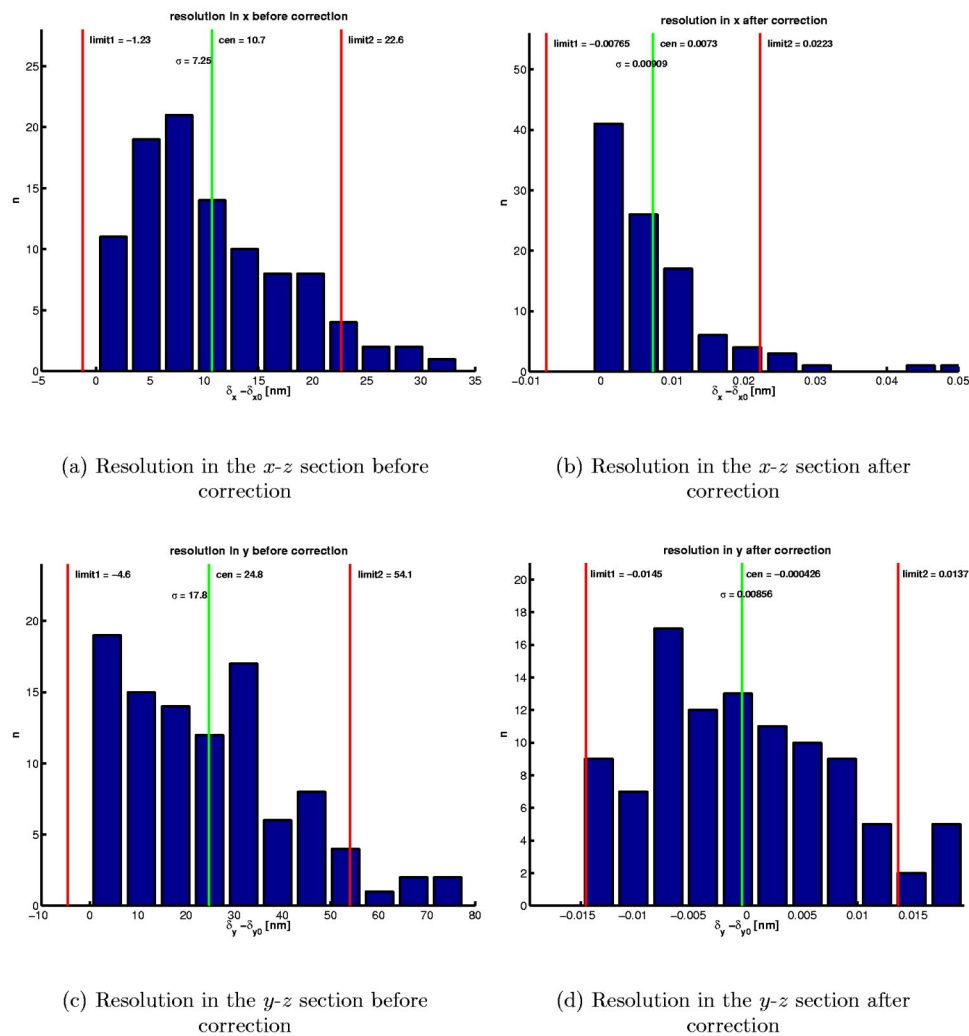 resolution in x before correction
limit1 = −1.23
cen = 10.7
limit2 = 22.6
σ = 7.25
25
20
15
10
5
0
n
−5
0
5
10
15
20
25
30
35
δx −δx0 [nm]
(a) Resolution in the x-z section before
correction
resolution in x after correction
limit1 = −0.00765
cen = 0.0073
limit2 = 0.0223
σ = 0.00909
50
40
30
20
10
0
n
−0.01
0
0.01
0.02
0.03
0.04
0.05
δx −δx0 [nm]
(b) Resolution in the x-z section after
correction
resolution in y before correction
limit1 = −4.6
cen = 24.8
limit2 = 54.1
σ = 17.8
20
15
10
5
0
n
−10
0
10
20
30
40
50
60
70
80
δy −δy0 [nm]
(c) Resolution in the y-z section before
correction
resolution in y after correction
limit1 = −0.0145
cen = −0.000426
limit2 = 0.0137
σ = 0.00856
20
18
16
14
12
10
8
6
4
2
0
n
−0.015
−0.01
−0.005
0
0.005
0.01
0.015
δy −δy0 [nm]
(d) Resolution in the y-z section after
correction